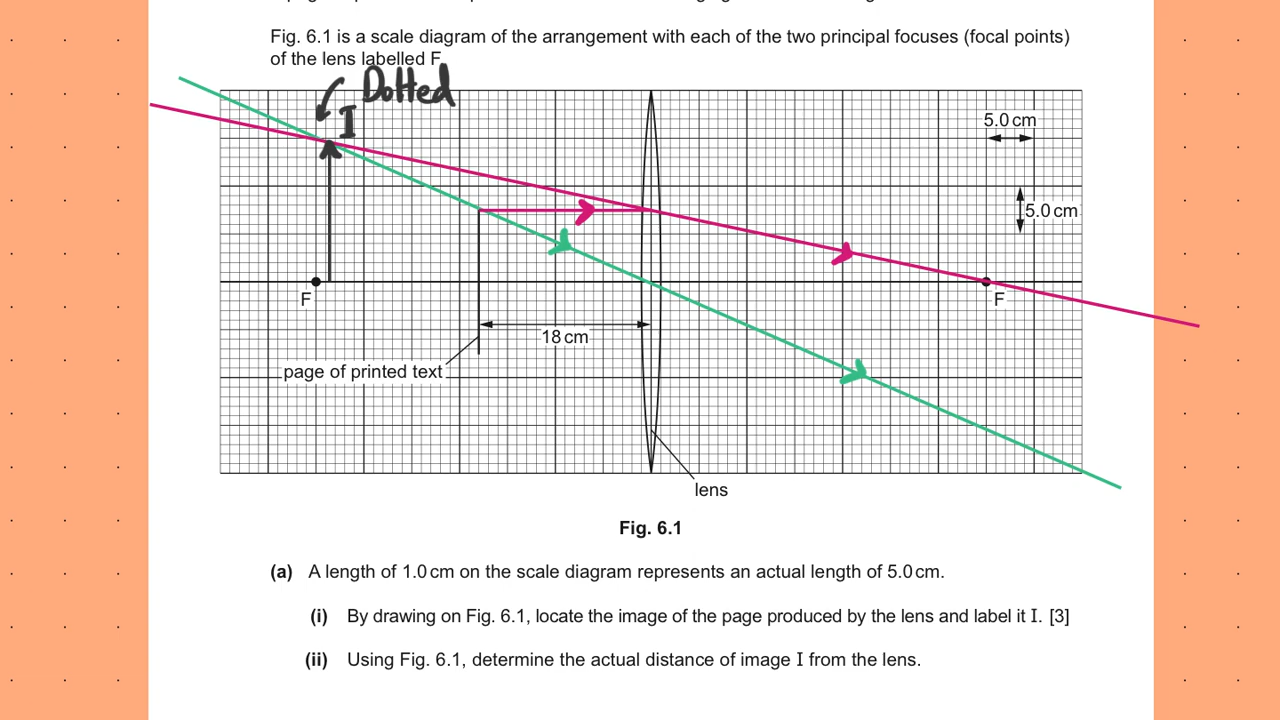 Fig. 6.1 is a scale diagram of the arrangement with each of the two principal focuses (focal points)
of the lens labelled F
Dotted
I
5.0 cm
5.0 cm
F
F
18 cm
page of printed text
lens
Fig. 6.1
(a) A length of 1.0 cm on the scale diagram represents an actual length of 5.0 cm.
(i) By drawing on Fig. 6.1, locate the image of the page produced by the lens and label it I. [3]
(ii) Using Fig. 6.1, determine the actual distance of image I from the lens.